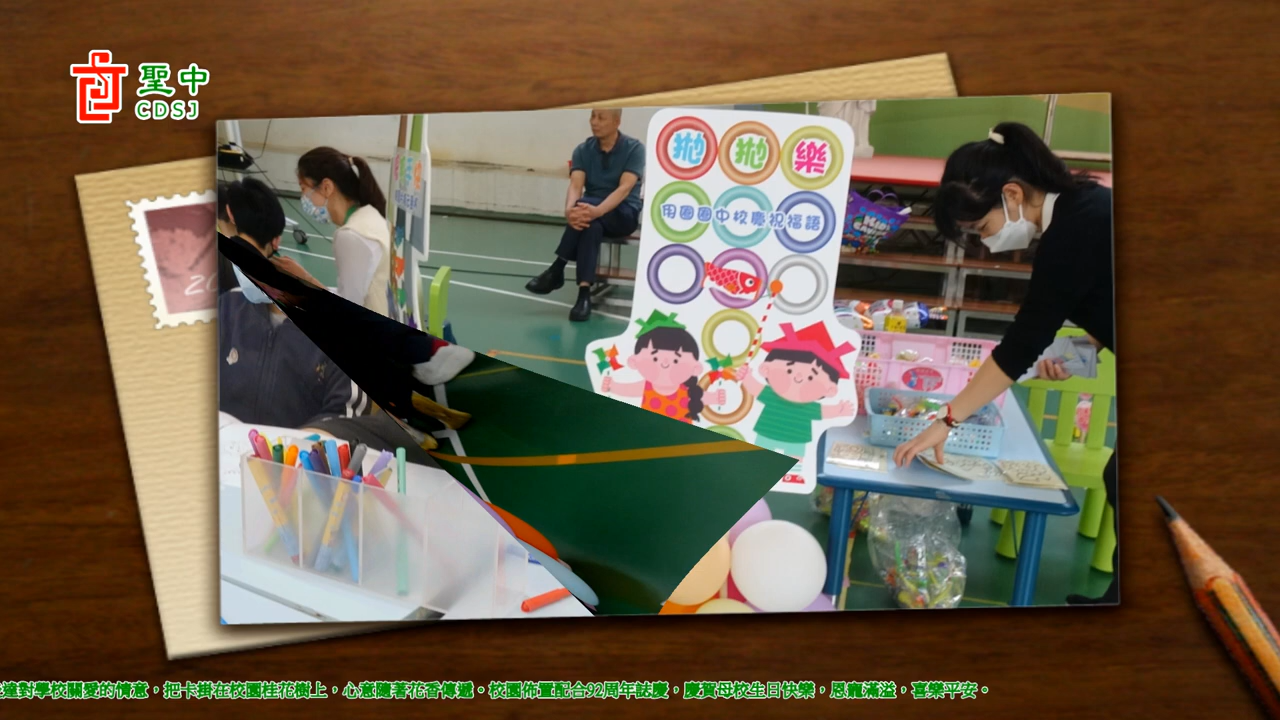 聖中
CDSJ
拋拋樂
用圈圈中校慶祝福語
達對學校關愛的情意，把卡掛在校園桂花樹上，心意隨著花香傳遞。校園佈置配合92周年誌慶，慶賀母校生日快樂，恩寵滿溢，喜樂平安。